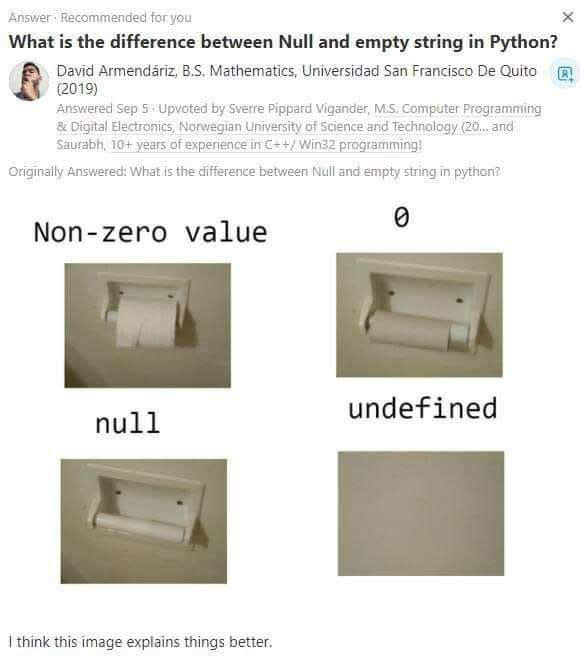 Answer · Recommended for you
What is the difference between Null and empty string in Python?
David Armendáriz, B.S. Mathematics, Universidad San Francisco De Quito
(2019)
Answered Sep 5 · Upvoted by Sverre Pippard Vigander, M.S. Computer Programming
& Digital Electronics, Norwegian University of Science and Technology (20... and
Saurabh, 10+ years of experience in C++/ Win32 programming!
Originally Answered: What is the difference between Null and empty string in python?
Non-zero value
0
null
undefined
I think this image explains things better.